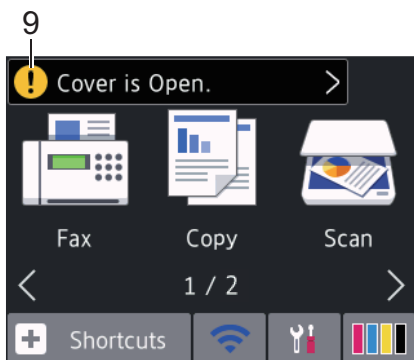 9
! Cover is Open. >
Fax Copy Scan
< 1 / 2 >
+ Shortcuts